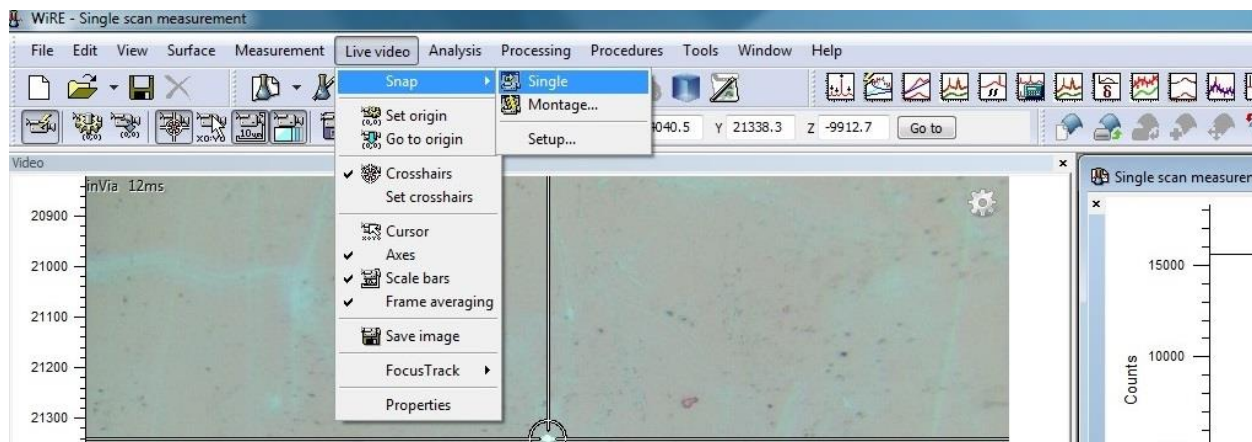 WiRE - Single scan measurement
File Edit View Surface Measurement Live video Analysis Processing Procedures Tools Window Help
Snap
Single
Montage...
Setup...
Set origin
Go to origin
Crosshairs
Set crosshairs
Cursor
Axes
Scale bars
Frame averaging
Save image
FocusTrack
Properties
Y 21338.3 Z -9912.7 Go to
Video
inVia 12ms
20900
21000
21100
21200
21300
Single scan
15000
10000
Counts